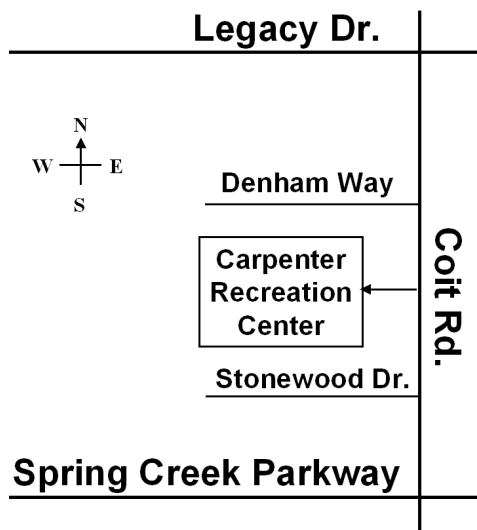 Legacy Dr.
N
W E
S
Denham Way
Carpenter
Recreation
Center
Coit Rd.
Stonewood Dr.
Spring Creek Parkway